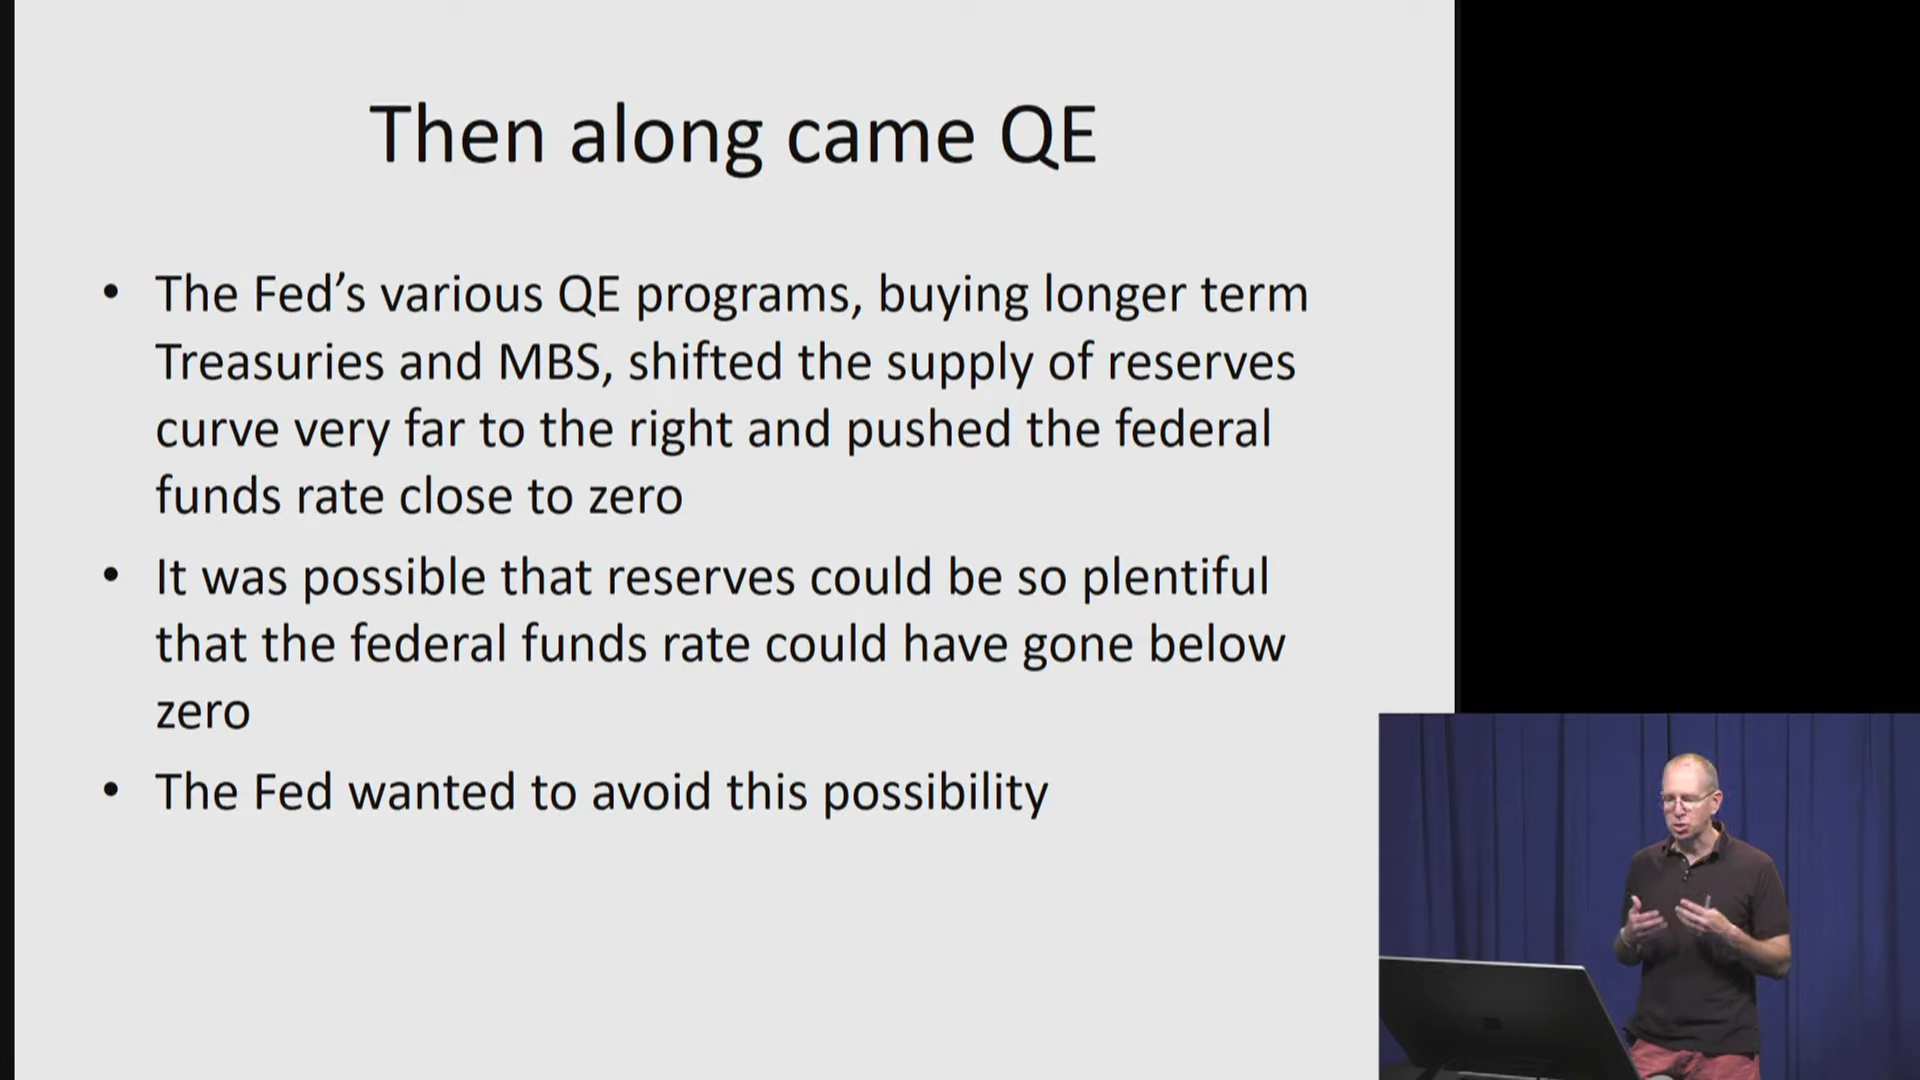 Then along came QE
• The Fed’s various QE programs, buying longer term
Treasuries and MBS, shifted the supply of reserves
curve very far to the right and pushed the federal
funds rate close to zero
• It was possible that reserves could be so plentiful
that the federal funds rate could have gone below
zero
• The Fed wanted to avoid this possibility